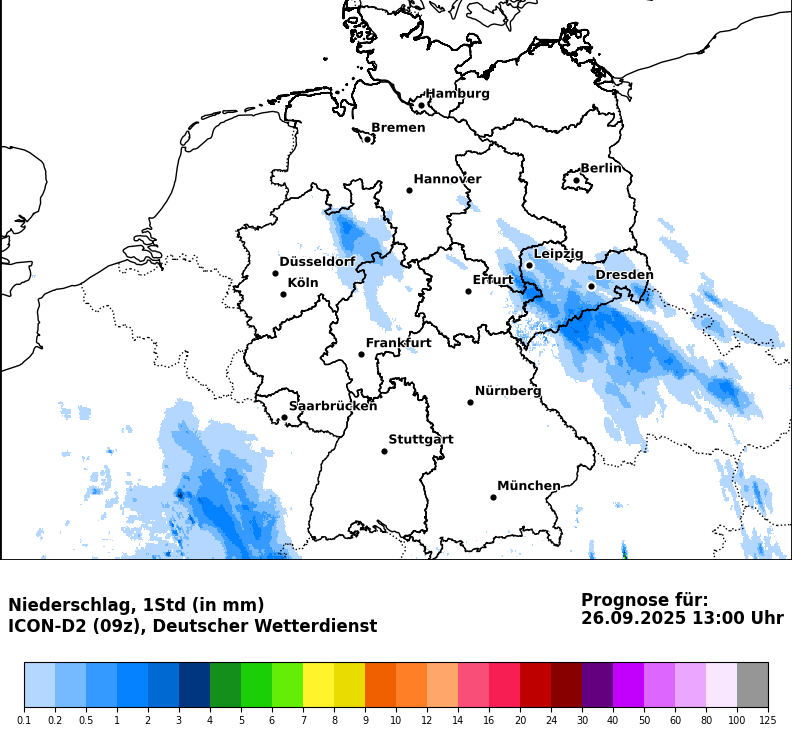 Hamburg
Bremen
Berlin
Hannover
Leipzig
Düsseldorf
Dresden
Köln
Erfurt
Frankfurt
Nürnberg
Saarbrücken
Stuttgart
München
Niederschlag, 1Std (in mm)
ICON-D2 (09z), Deutscher Wetterdienst
Prognose für:
26.09.2025 13:00 Uhr
0.1 0.2 0.5 1 2 3 4 5 6 7 8 9 10 12 14 16 20 24 30 40 50 60 80 100 125